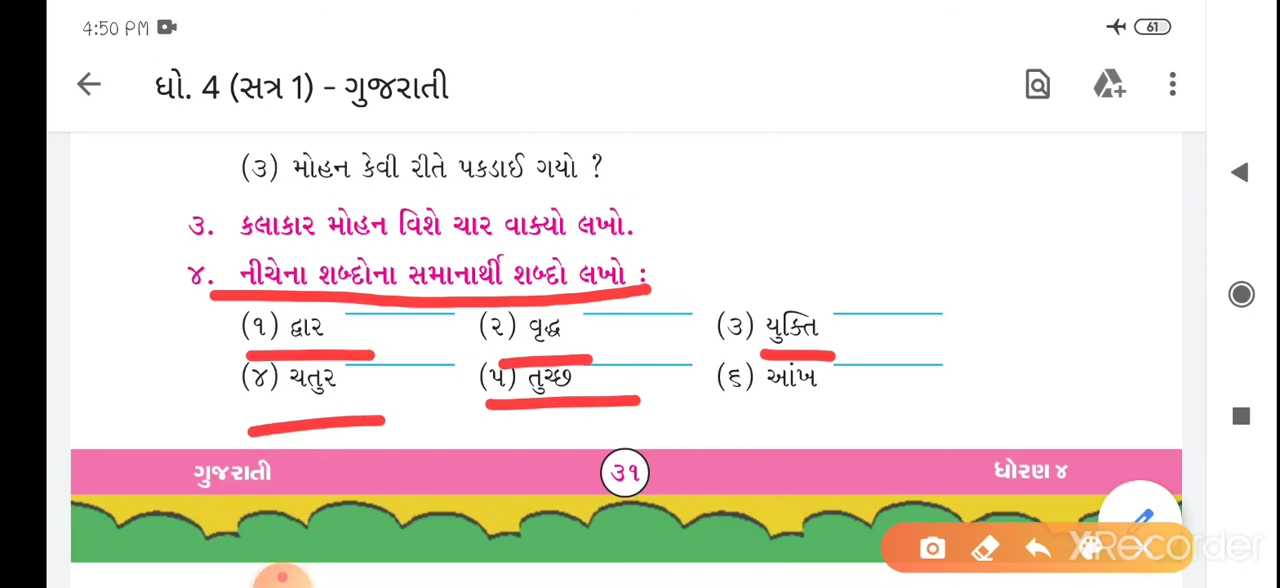 4:50 PM 61
ધો. 4 (સત્ર 1) - ગુજરાતી
(૩) મોહન કેવી રીતે પકડાઈ ગયો ?
૩. કલાકાર મોહન વિશે ચાર વાક્યો લખો.
૪. નીચેના શબ્દોના સમાનાર્થી શબ્દો લખો :
(૧) દ્વાર (૨) વૃદ્ધ (૩) યુક્તિ
(૪) ચતુર (૫) તુચ્છ (૬) આંખ
ગુજરાતી ૩૧ ધોરણ ૪
XRecorder